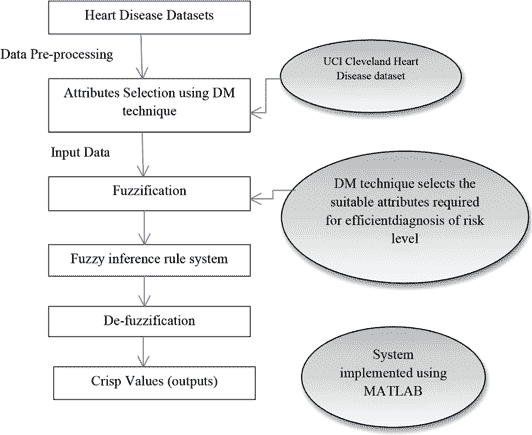 Heart Disease Datasets
Data Pre-processing
UCI Cleveland Heart
Disease dataset
Attributes Selection using DM
technique
Input Data
Fuzzification
DM technique selects the
suitable attributes required
for efficientdiagnosis of risk
level
Fuzzy inference rule system
De-fuzzification
System
implemented using
MATLAB
Crisp Values (outputs)